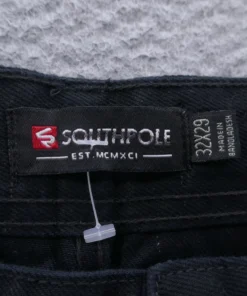 SOUTHPOLE
EST. MCMXCI
32X29
MADE IN
BANGLADESH